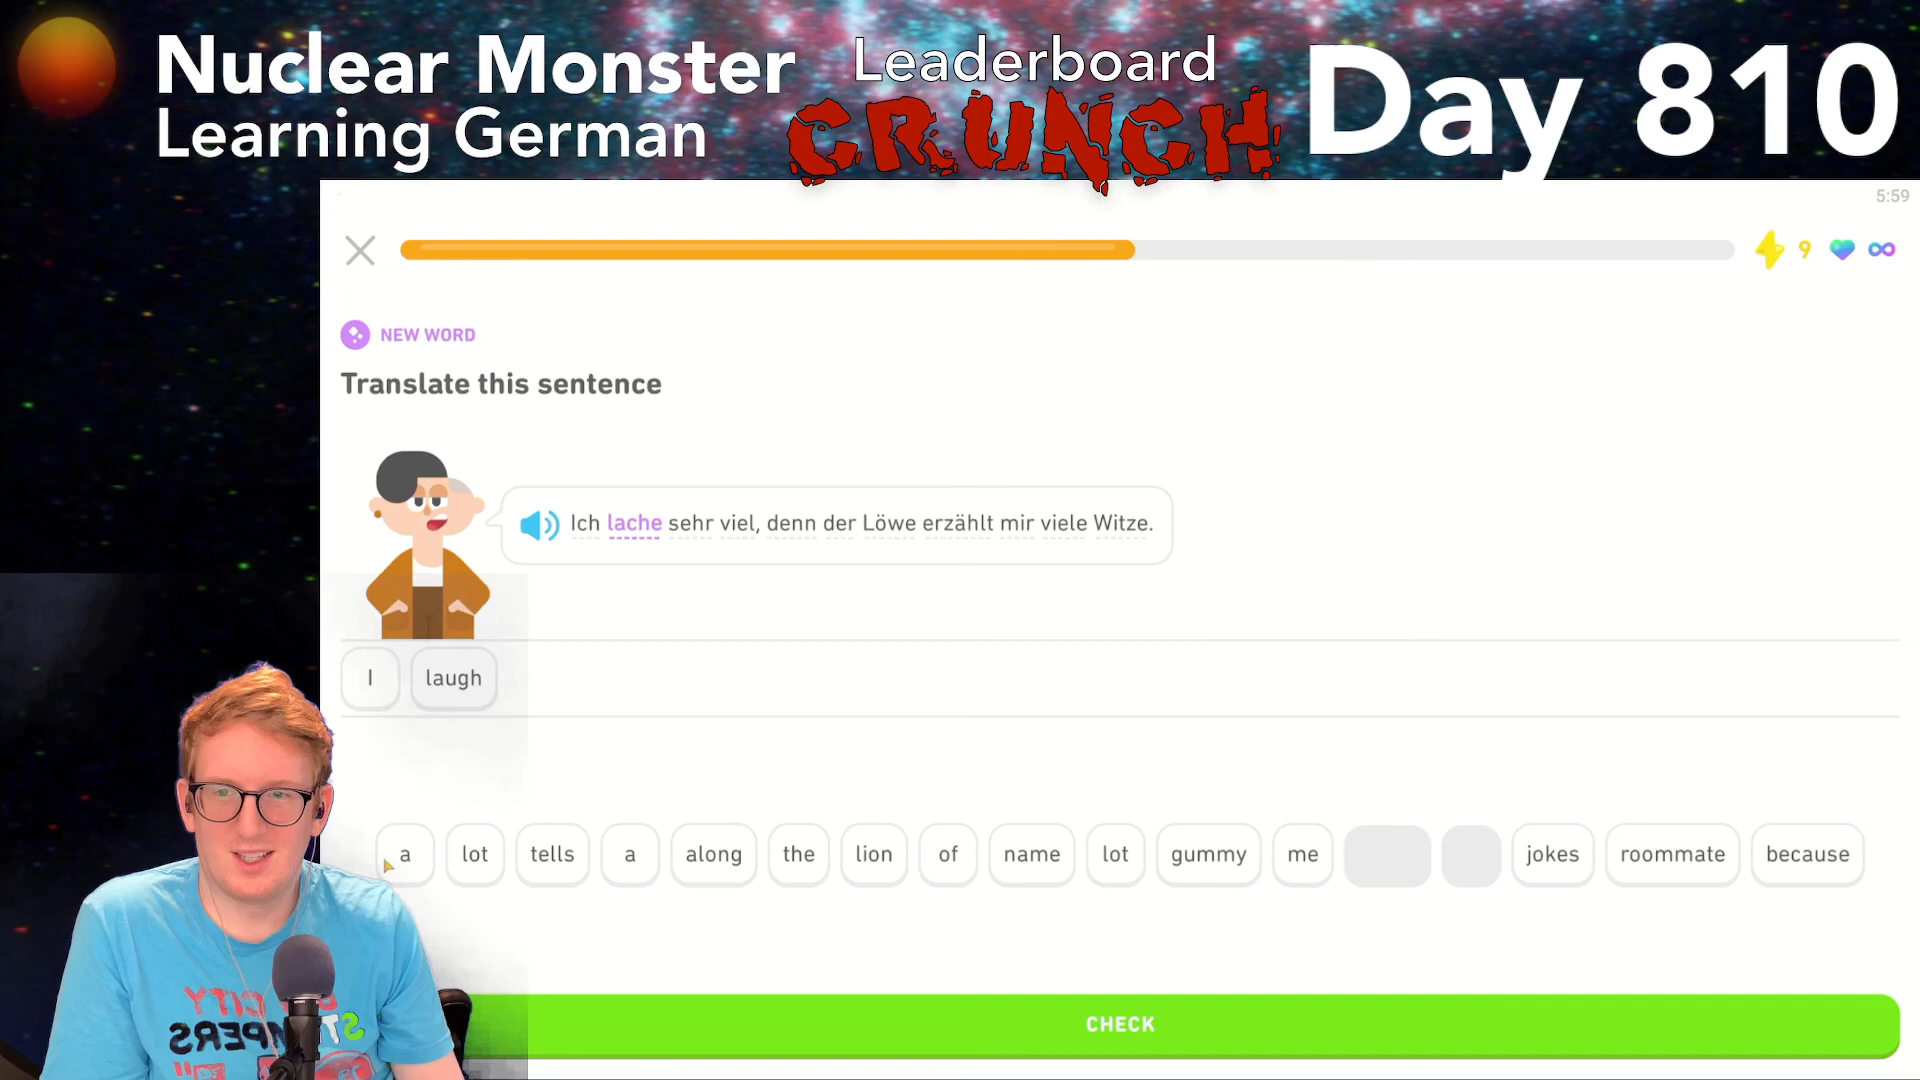 Nuclear Monster
Learning German
Leaderboard
CRUNCH
Day 810
5:59
9
NEW WORD
Translate this sentence
Ich lache sehr viel, denn der Löwe erzählt mir viele Witze.
I laugh
a lot tells a along the lion of name lot gummy me jokes roommate because
CHECK